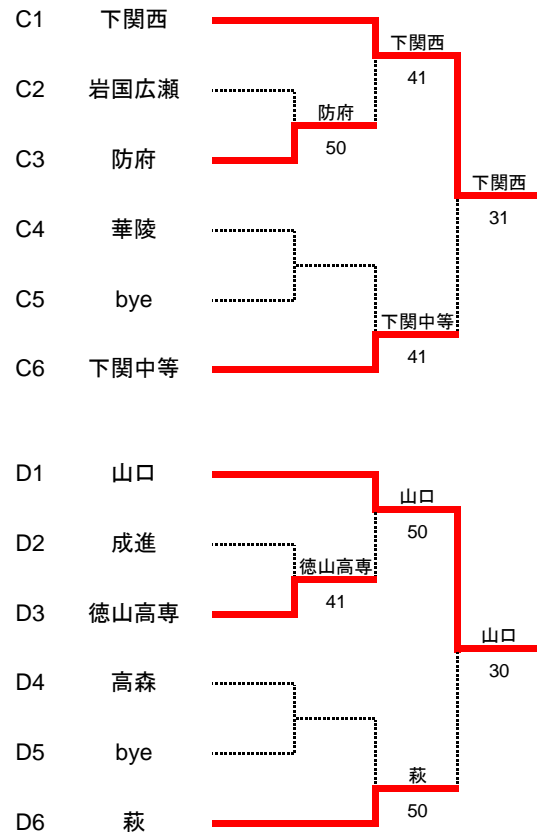 C1 下関西
下関西
41
C2 岩国広瀬
防府
50
C3 防府
下関西
31
C4 華陵
C5 bye
下関中等
41
C6 下関中等
D1 山口
山口
50
D2 成進
徳山高専
41
D3 徳山高専
山口
30
D4 高森
D5 bye
萩
50
D6 萩